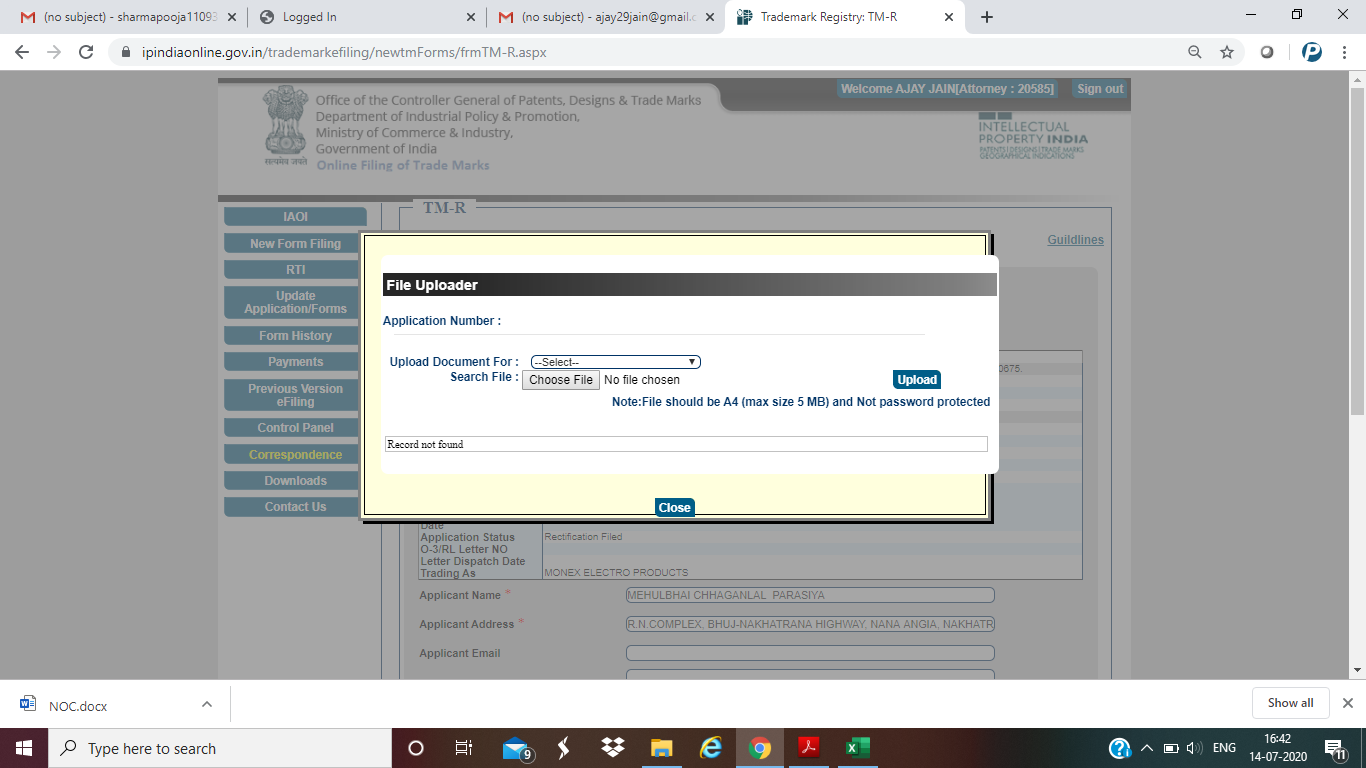 (no subject) - sharmapooja11093
Logged In
(no subject) - ajay29jain@gmail.c
Trademark Registry: TM-R
ipindiaonline.gov.in/trademarkefiling/newtmForms/frmTM-R.aspx
Welcome AJAY JAIN[Attorney : 20585]
Sign out
Office of the Controller General of Patents, Designs & Trade Marks
Department of Industrial Policy & Promotion,
Ministry of Commerce & Industry,
Government of India
सत्यमेव जयते
Online Filing of Trade Marks
INTELLECTUAL
PROPERTY INDIA
PATENTS | DESIGNS | TRADE MARKS
GEOGRAPHICAL INDICATIONS
IAOI
New Form Filing
RTI
Update
Application/Forms
Form History
Payments
Previous Version
eFiling
Control Panel
Correspondence
Downloads
Contact Us
TM-R
Guildlines
0675,
File Uploader
Application Number :
Upload Document For :
--Select--
Search File :
Choose File
No file chosen
Upload
Note:File should be A4 (max size 5 MB) and Not password protected
Record not found
Close
Date
Application Status
Rectification Filed
O-3/RL Letter NO
Letter Dispatch Date
Trading As
MONEX ELECTRO PRODUCTS
Applicant Name *
MEHULBHAI CHHAGANLAL PARASIYA
Applicant Address *
R.N.COMPLEX, BHUJ-NAKHATRANA HIGHWAY, NANA ANGIA, NAKHATR
Applicant Email
NOC.docx
Show all
Type here to search
9
ENG
16:42
14-07-2020
11